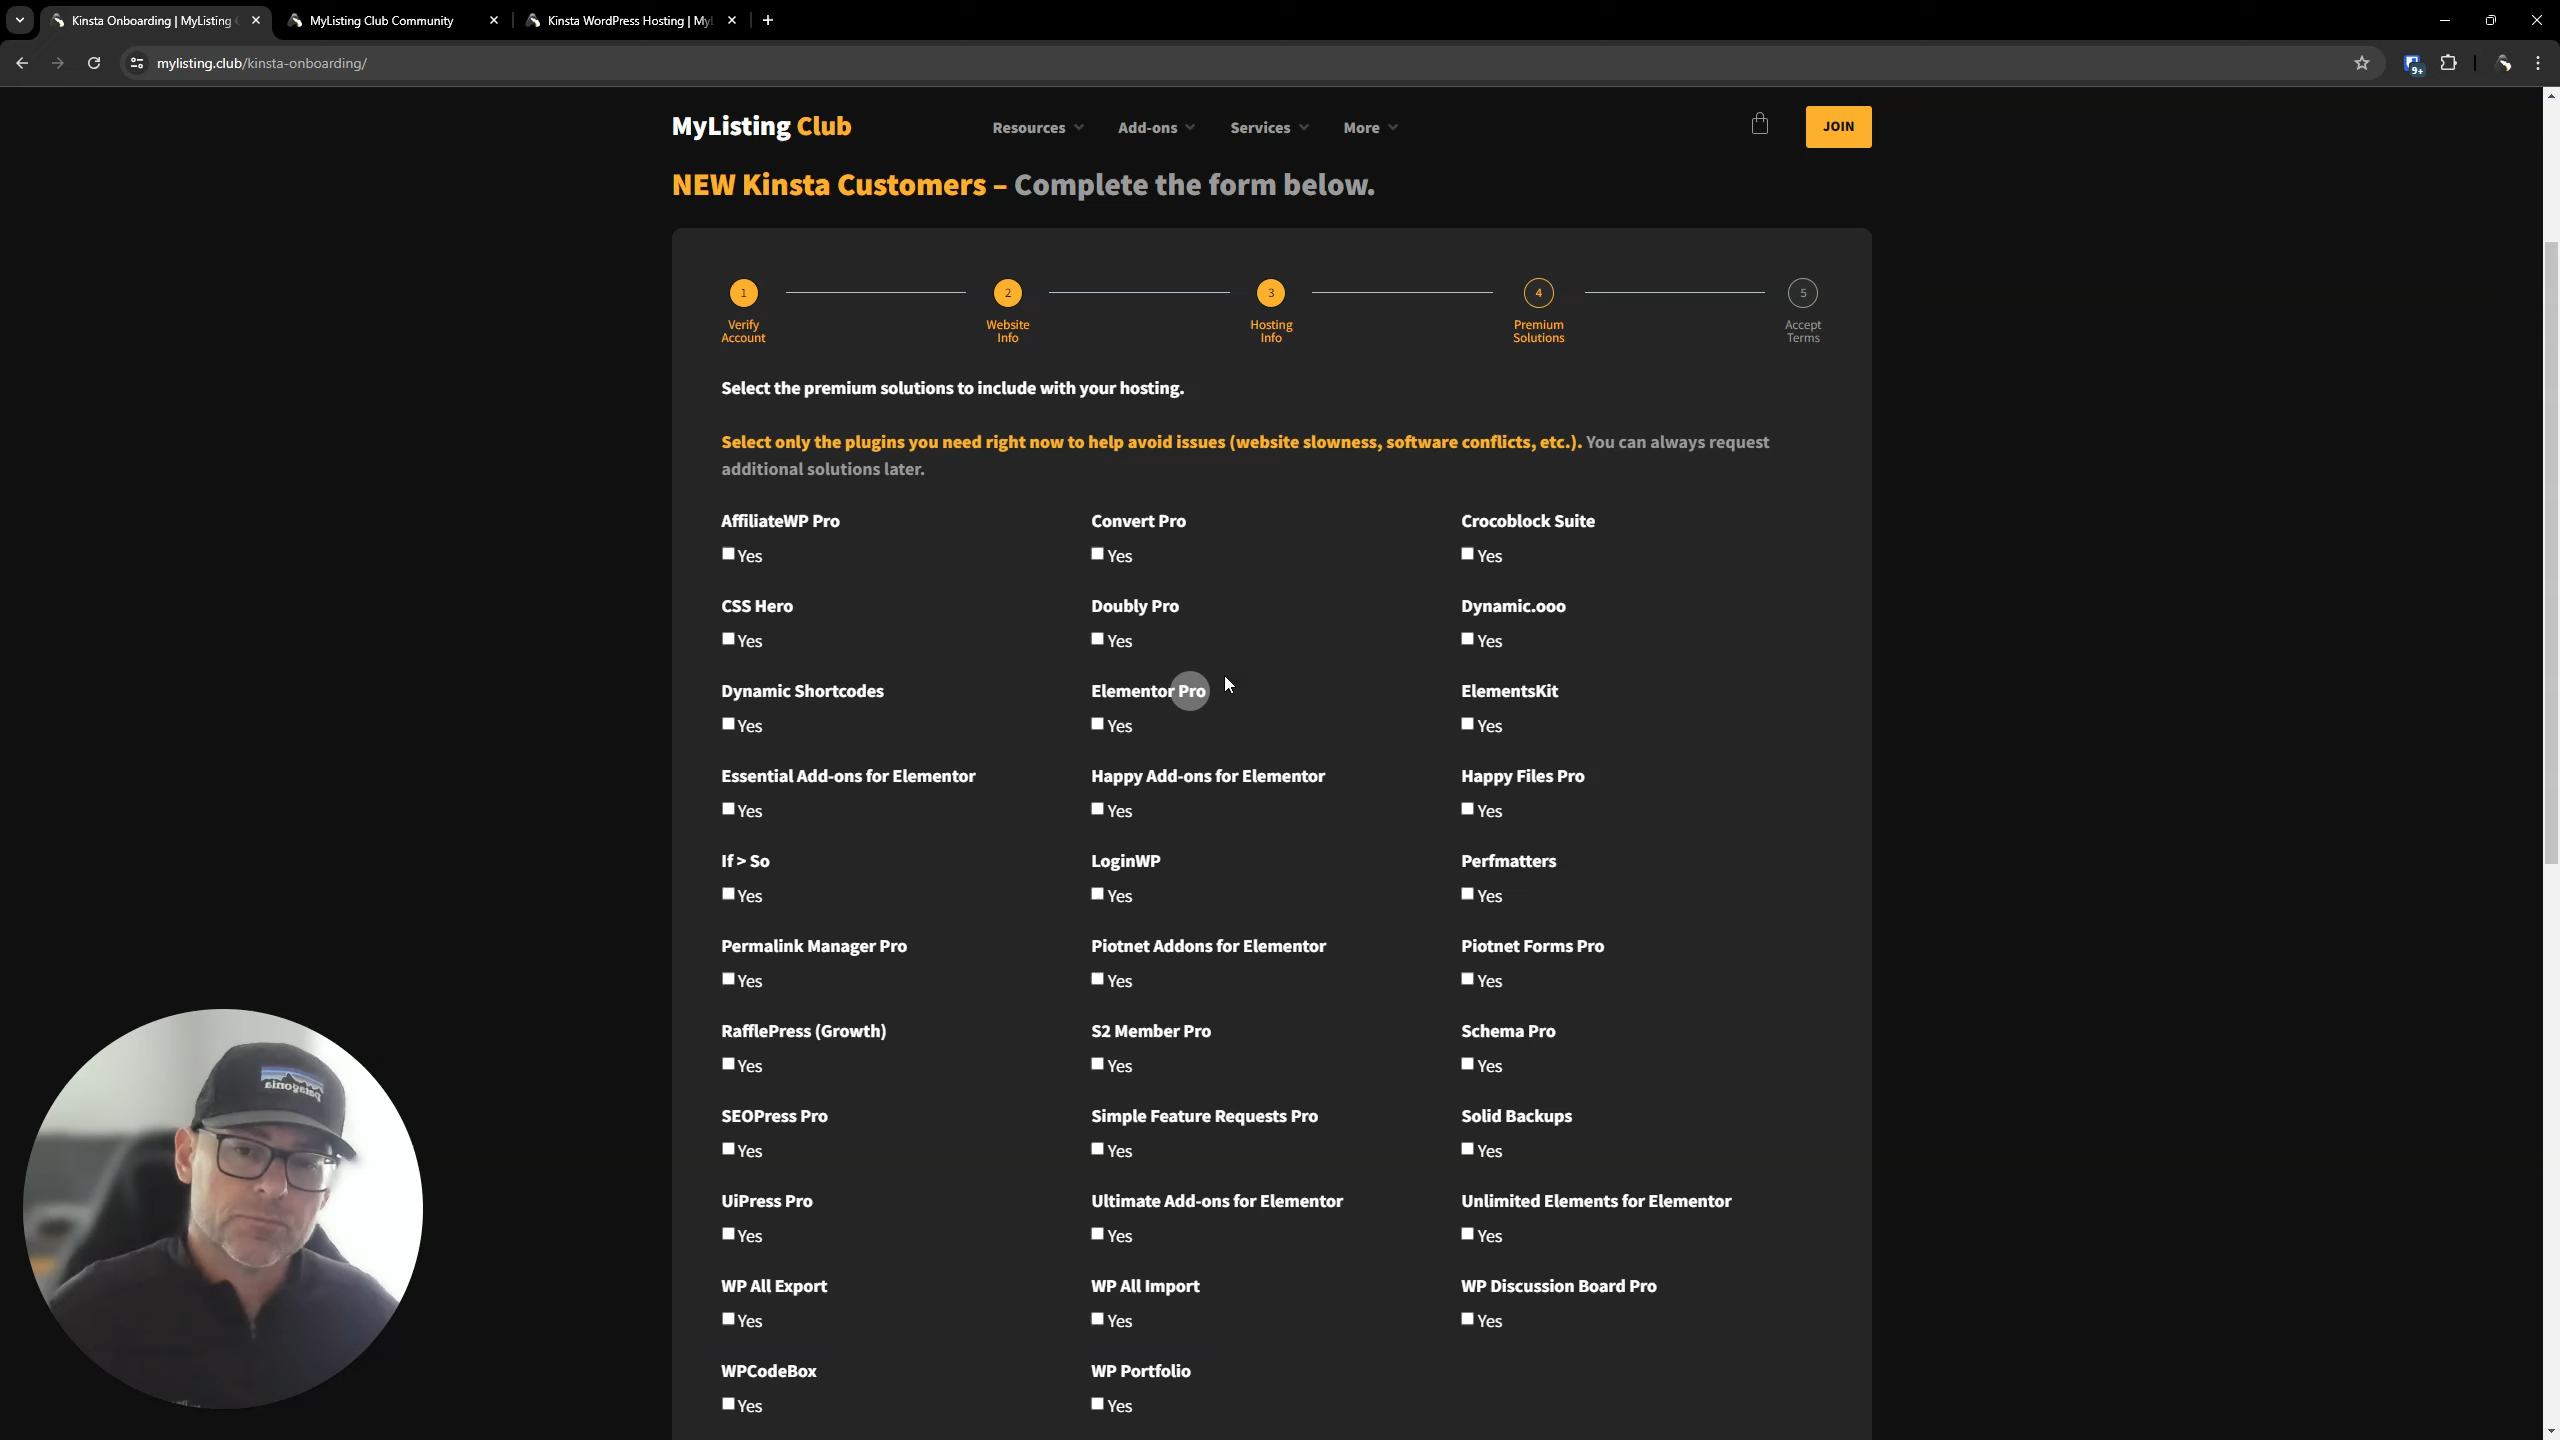 Kinsta Onboarding | MyListing
MyListing Club Community
Kinsta WordPress Hosting | MyL
mylisting.club/kinsta-onboarding/
9+
MyListing Club
Resources
Add-ons
Services
More
JOIN
NEW Kinsta Customers – Complete the form below.
1
2
3
4
5
Verify
Account
Website
Info
Hosting
Info
Premium
Solutions
Accept
Terms
Select the premium solutions to include with your hosting.
Select only the plugins you need right now to help avoid issues (website slowness, software conflicts, etc.). You can always request
additional solutions later.
AffiliateWP Pro
Convert Pro
Crocoblock Suite
Yes
Yes
Yes
CSS Hero
Doubly Pro
Dynamic.ooo
Yes
Yes
Yes
Dynamic Shortcodes
Elementor Pro
ElementsKit
Yes
Yes
Yes
Essential Add-ons for Elementor
Happy Add-ons for Elementor
Happy Files Pro
Yes
Yes
Yes
If > So
LoginWP
Perfmatters
Yes
Yes
Yes
Permalink Manager Pro
Piotnet Addons for Elementor
Piotnet Forms Pro
Yes
Yes
Yes
RafflePress (Growth)
S2 Member Pro
Schema Pro
Yes
Yes
Yes
SEOPress Pro
Simple Feature Requests Pro
Solid Backups
Yes
Yes
Yes
UiPress Pro
Ultimate Add-ons for Elementor
Unlimited Elements for Elementor
Yes
Yes
Yes
WP All Export
WP All Import
WP Discussion Board Pro
Yes
Yes
Yes
WPCodeBox
WP Portfolio
Yes
Yes
patagonia